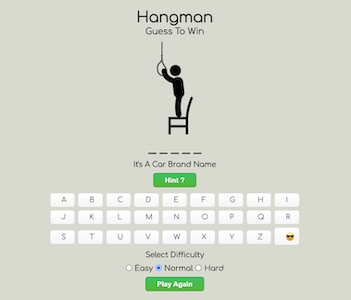 Hangman
Guess To Win
_ _ _ _ _
It's A Car Brand Name
Hint ?
A B C D E F G H I
J K L M N O P Q R
S T U V W X Y Z 😎
Select Difficulty
Easy Normal Hard
Play Again